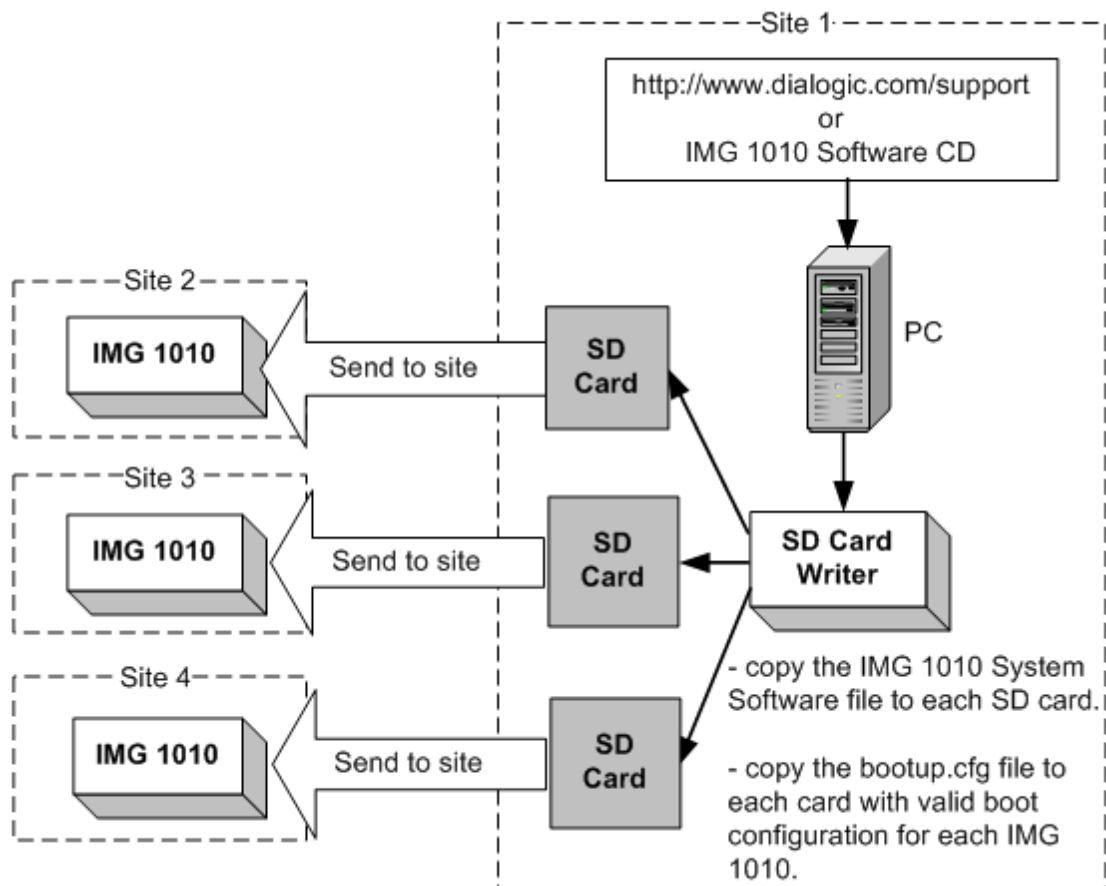 Site 1
http://www.dialogic.com/support
or
IMG 1010 Software CD
PC
Site 2
IMG 1010
Send to site
SD
Card
Site 3
IMG 1010
Send to site
SD
Card
SD Card
Writer
Site 4
IMG 1010
Send to site
SD
Card
- copy the IMG 1010 System
Software file to each SD card.
- copy the bootup.cfg file to
each card with valid boot
configuration for each IMG
1010.